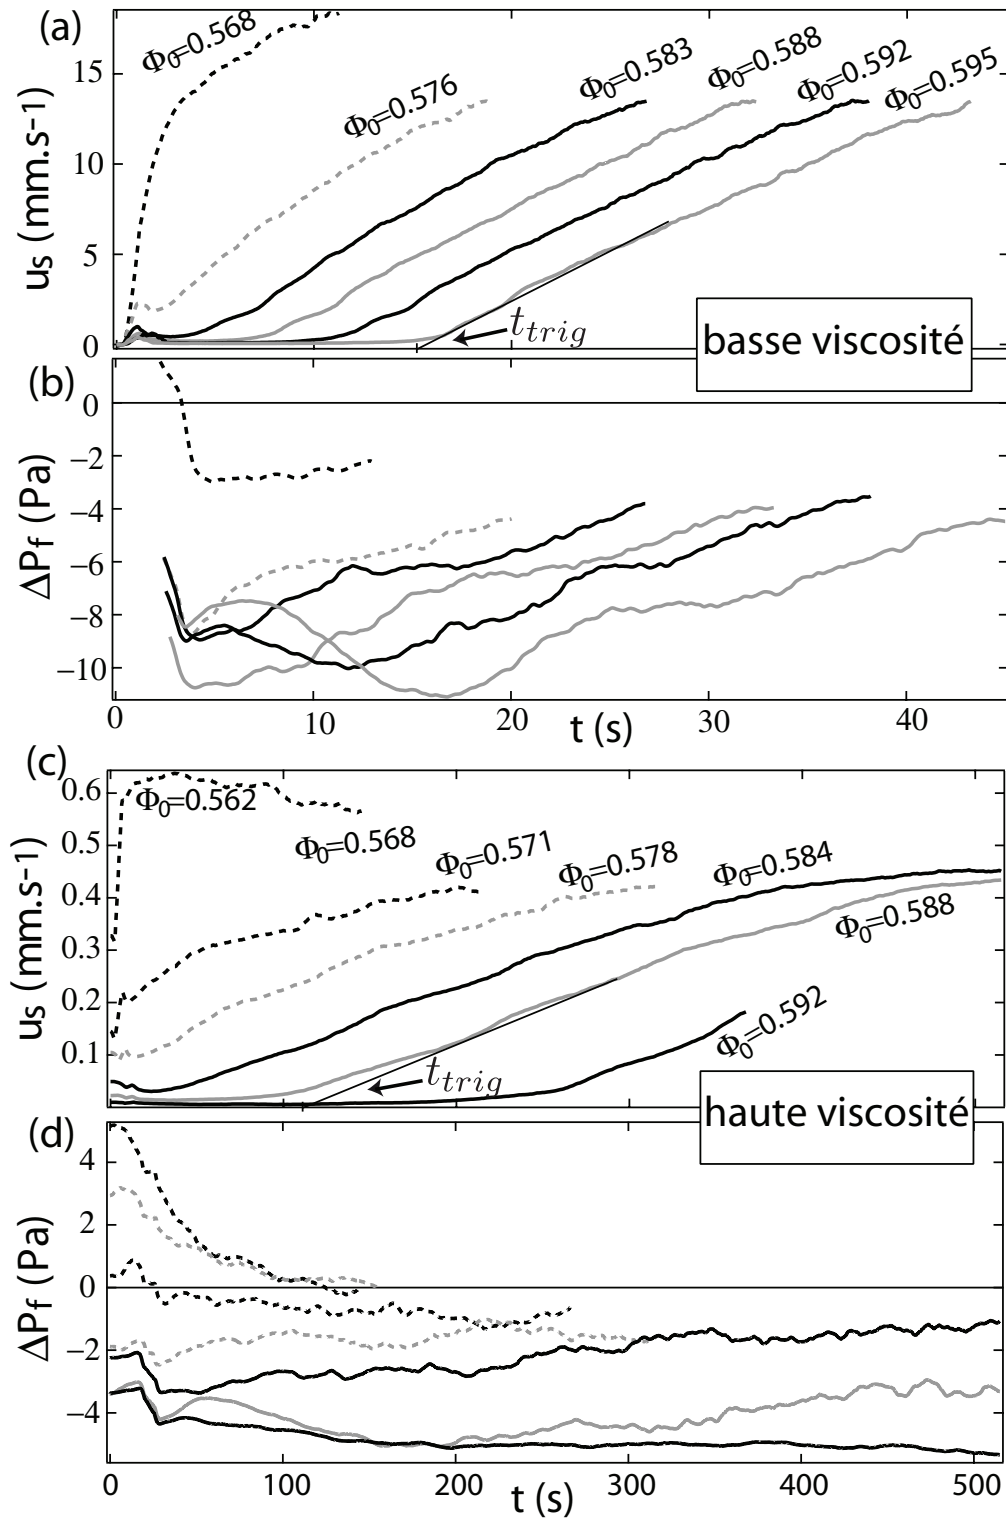 (a)
Φ₀=0.568
Φ₀=0.576
Φ₀=0.583
Φ₀=0.588
Φ₀=0.592
Φ₀=0.595
us (mm.s-1)
15
10
5
0
t_trig
basse viscosité
(b)
ΔPf (Pa)
0
−2
−4
−6
−8
−10
0 10 20 30 40
t (s)
(c)
Φ₀=0.562
Φ₀=0.568
Φ₀=0.571
Φ₀=0.578
Φ₀=0.584
Φ₀=0.588
Φ₀=0.592
us (mm.s-1)
0.6
0.5
0.4
0.3
0.2
0.1
t_trig
haute viscosité
(d)
ΔPf (Pa)
4
2
0
−2
−4
0 100 200 300 400 500
t (s)